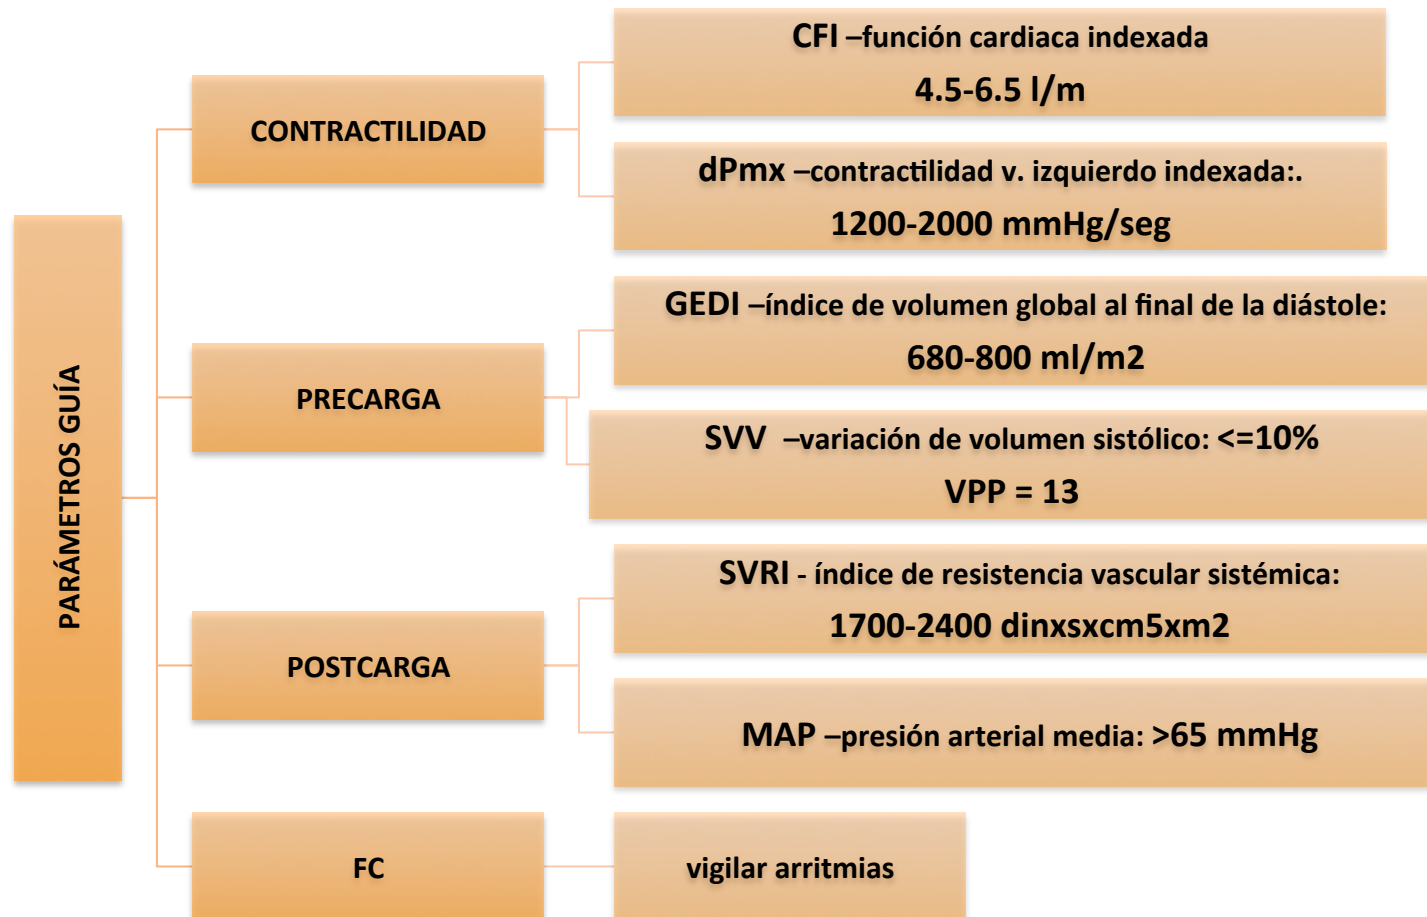 PARÁMETROS GUÍA
CONTRACTILIDAD
CFI –función cardiaca indexada
4.5-6.5 l/m
dPmx –contractilidad v. izquierdo indexada:.
1200-2000 mmHg/seg
PRECARGA
GEDI –índice de volumen global al final de la diástole:
680-800 ml/m2
SVV –variación de volumen sistólico: <=10%
VPP = 13
POSTCARGA
SVRI - índice de resistencia vascular sistémica:
1700-2400 dinxsxcm5xm2
MAP –presión arterial media: >65 mmHg
FC
vigilar arritmias